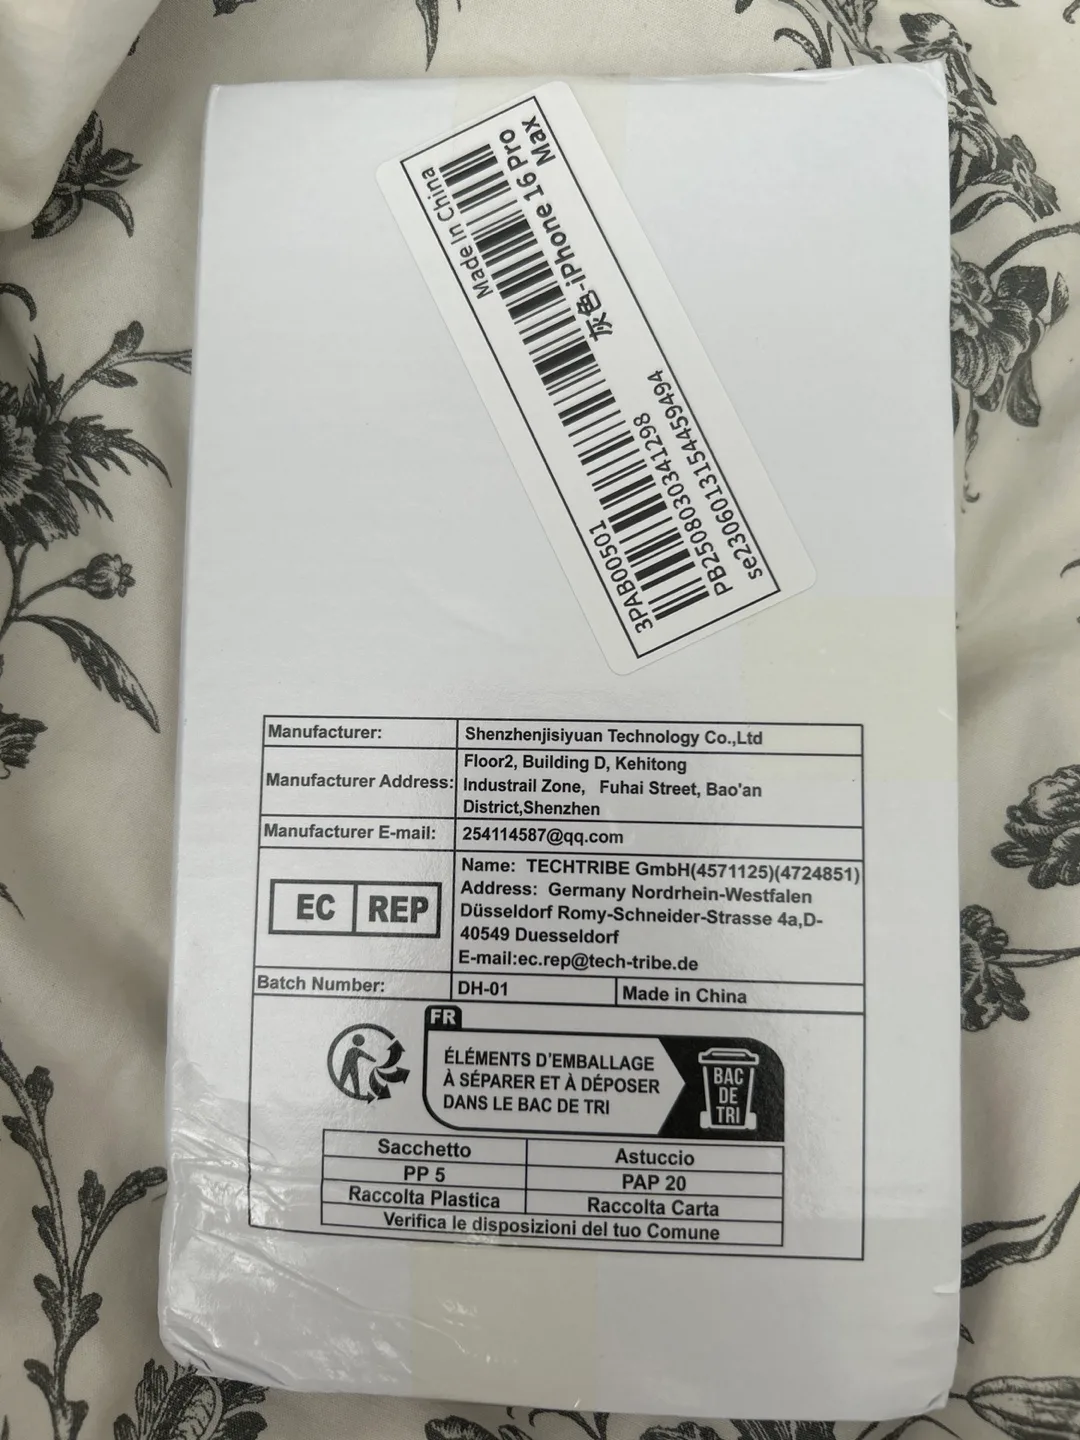 Made In China
3PAB00501
灰色-iPhone 16 Pro
Max
PB2508030341298
se2306013154459494
Manufacturer:
Shenzhenjisiyuan Technology Co.,Ltd
Manufacturer Address:
Floor2, Building D, Kehitong
Industrail Zone, Fuhai Street, Bao'an
District,Shenzhen
Manufacturer E-mail:
254114587@qq.com
EC REP
Name: TECHTRIBE GmbH(4571125)(4724851)
Address: Germany Nordrhein-Westfalen
Düsseldorf Romy-Schneider-Strasse 4a,D-
40549 Duesseldorf
E-mail:ec.rep@tech-tribe.de
Batch Number:
DH-01
Made in China
FR
ÉLÉMENTS D'EMBALLAGE
À SÉPARER ET À DÉPOSER
DANS LE BAC DE TRI
BAC
DE
TRI
Sacchetto
Astuccio
PP 5
PAP 20
Raccolta Plastica
Raccolta Carta
Verifica le disposizioni del tuo Comune